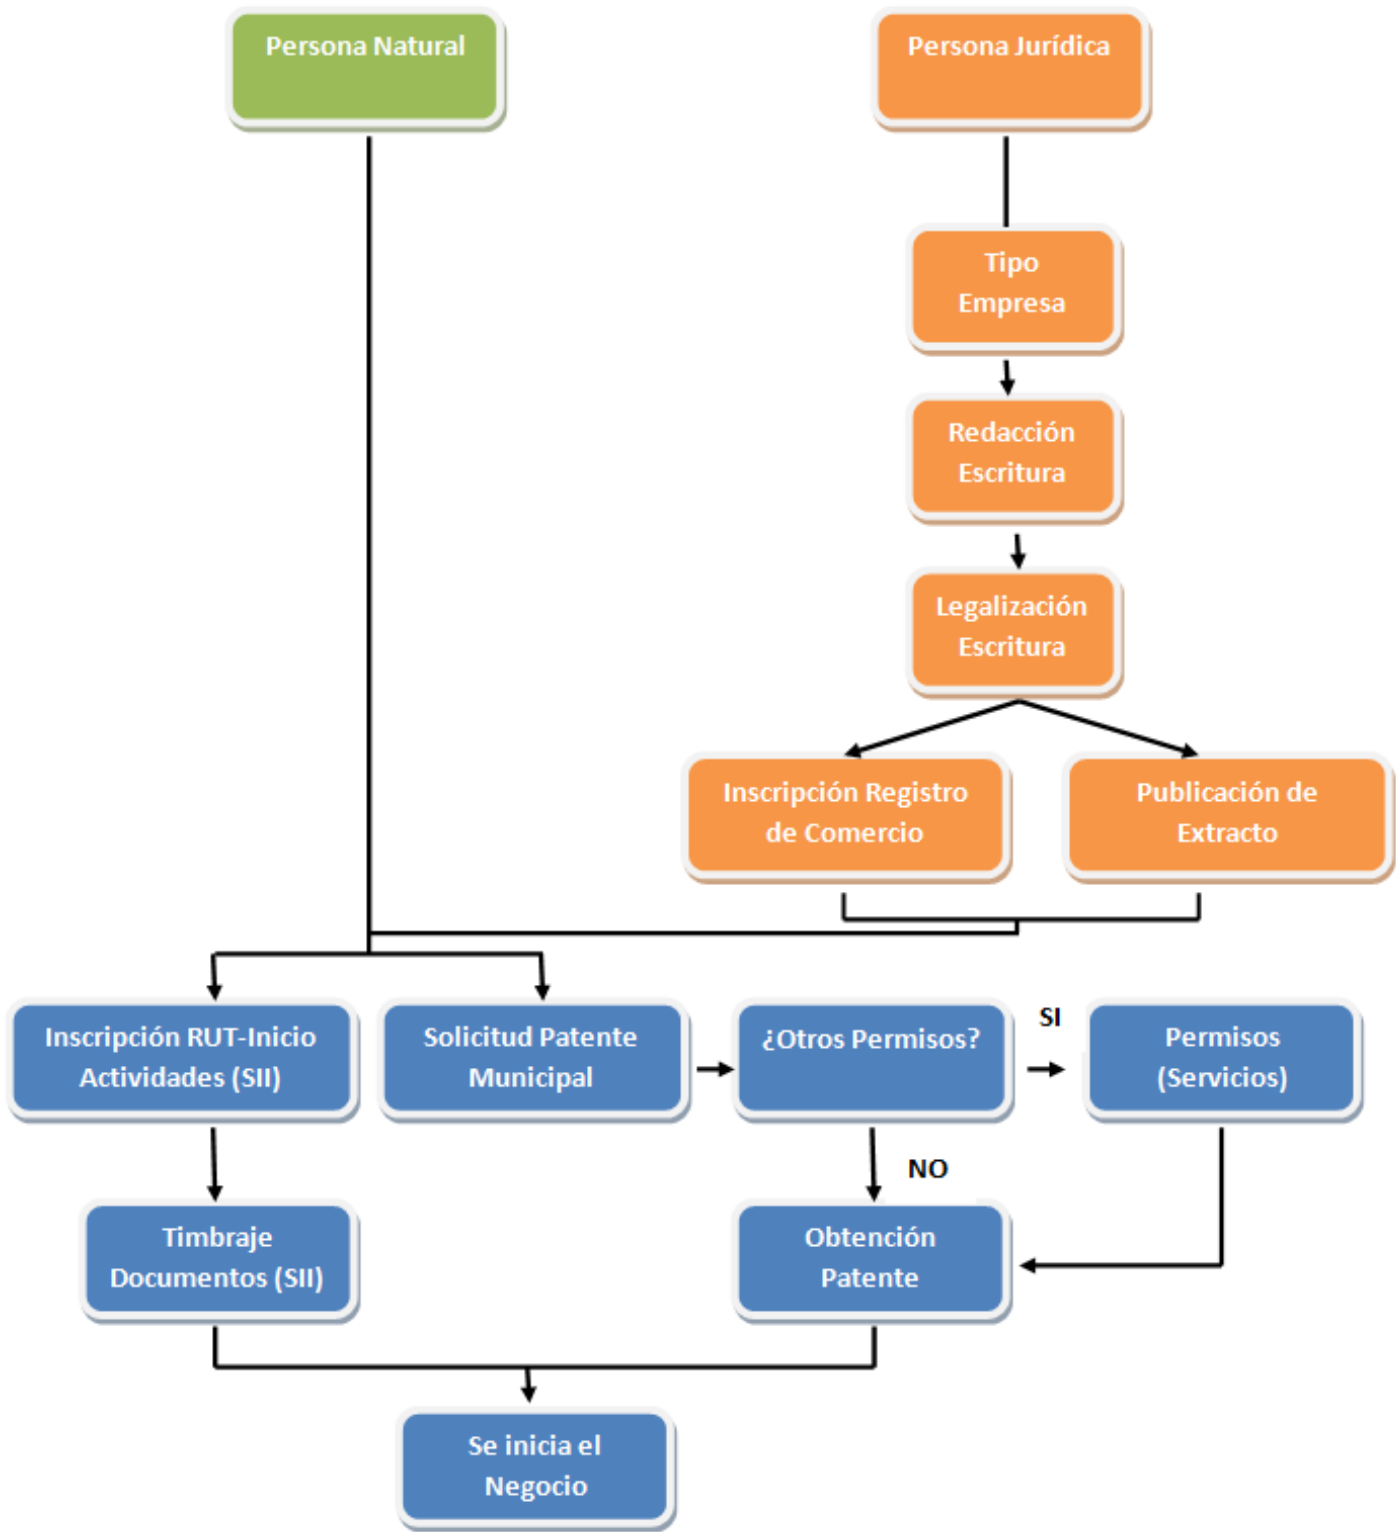 Persona Natural
Persona Jurídica
Tipo
Empresa
Redacción
Escritura
Legalización
Escritura
Inscripción Registro
de Comercio
Publicación de
Extracto
Inscripción RUT-Inicio
Actividades (SII)
Solicitud Patente
Municipal
¿Otros Permisos?
SI
Permisos
(Servicios)
NO
Timbraje
Documentos (SII)
Obtención
Patente
Se inicia el
Negocio